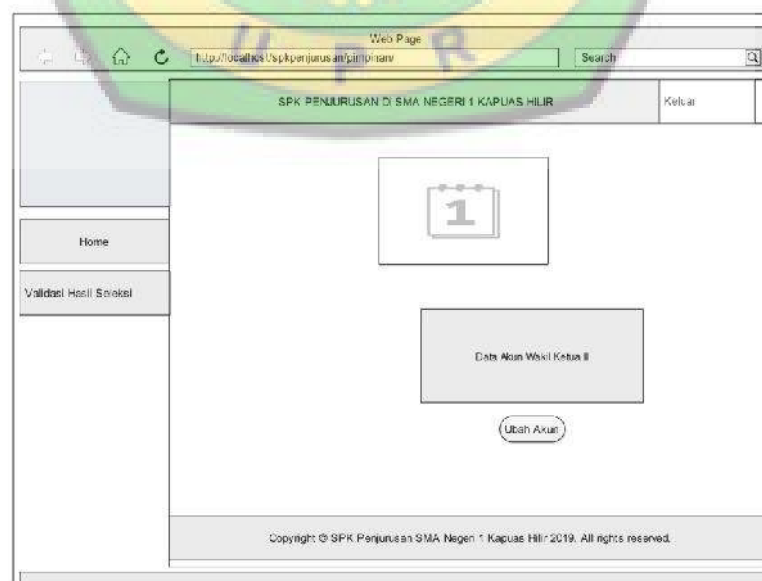 Web Page
http://localhost/spkpenjurusan/pimpinan/
Search
U P R
SPK PENJURUSAN DI SMA NEGERI 1 KAPUAS HILIR
Keluar
1
Home
Validasi Hasil Seleksi
Data Akun Wakil Ketua II
Ubah Akun
Copyright © SPK Penjurusan SMA Negeri 1 Kapuas Hilir 2019. All rights reserved.